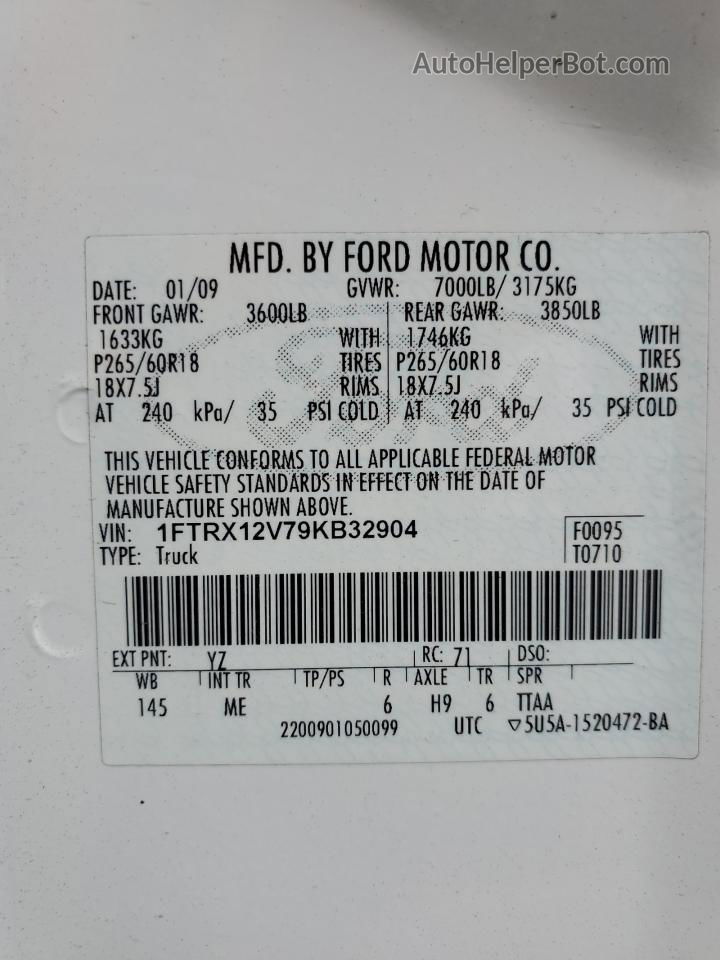 AutoHelperBot.com
MFD. BY FORD MOTOR CO.
DATE: 01/09 GVWR: 7000LB/ 3175KG
FRONT GAWR: 3600LB REAR GAWR: 3850LB
1633KG WITH 1746KG WITH
P265/60R18 TIRES P265/60R18 TIRES
18X7.5J RIMS 18X7.5J RIMS
AT 240 kPa/ 35 PSI COLD AT 240 kPa/ 35 PSI COLD
THIS VEHICLE CONFORMS TO ALL APPLICABLE FEDERAL MOTOR
VEHICLE SAFETY STANDARDS IN EFFECT ON THE DATE OF
MANUFACTURE SHOWN ABOVE.
VIN: 1FTRX12V79KB32904 F0095
TYPE: Truck T0710
EXT PNT: YZ RC: 71 DSO:
WB INT TR TP/PS R AXLE TR SPR
145 ME 6 H9 6 TTAA
2200901050099 UTC ▽5U5A-1520472-BA